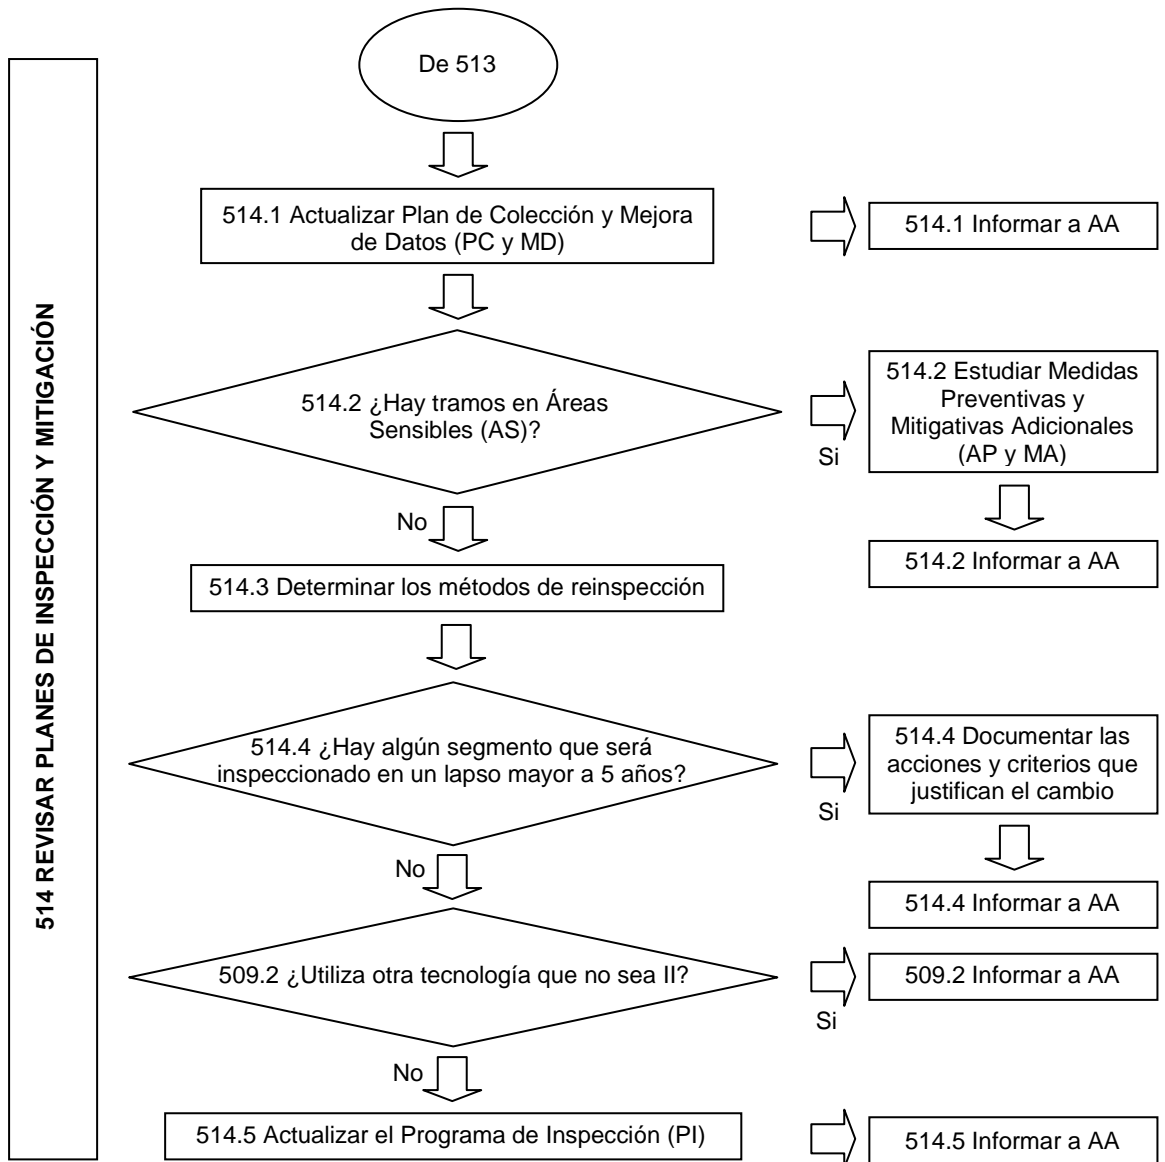 De 513
514 REVISAR PLANES DE INSPECCIÓN Y MITIGACIÓN
514.1 Actualizar Plan de Colección y Mejora
de Datos (PC y MD)
514.1 Informar a AA
514.2 ¿Hay tramos en Áreas
Sensibles (AS)?
Si
514.2 Estudiar Medidas
Preventivas y
Mitigativas Adicionales
(AP y MA)
No
514.2 Informar a AA
514.3 Determinar los métodos de reinspección
514.4 ¿Hay algún segmento que será
inspeccionado en un lapso mayor a 5 años?
Si
514.4 Documentar las
acciones y criterios que
justifican el cambio
No
514.4 Informar a AA
509.2 ¿Utiliza otra tecnología que no sea II?
Si
509.2 Informar a AA
No
514.5 Actualizar el Programa de Inspección (PI)
514.5 Informar a AA